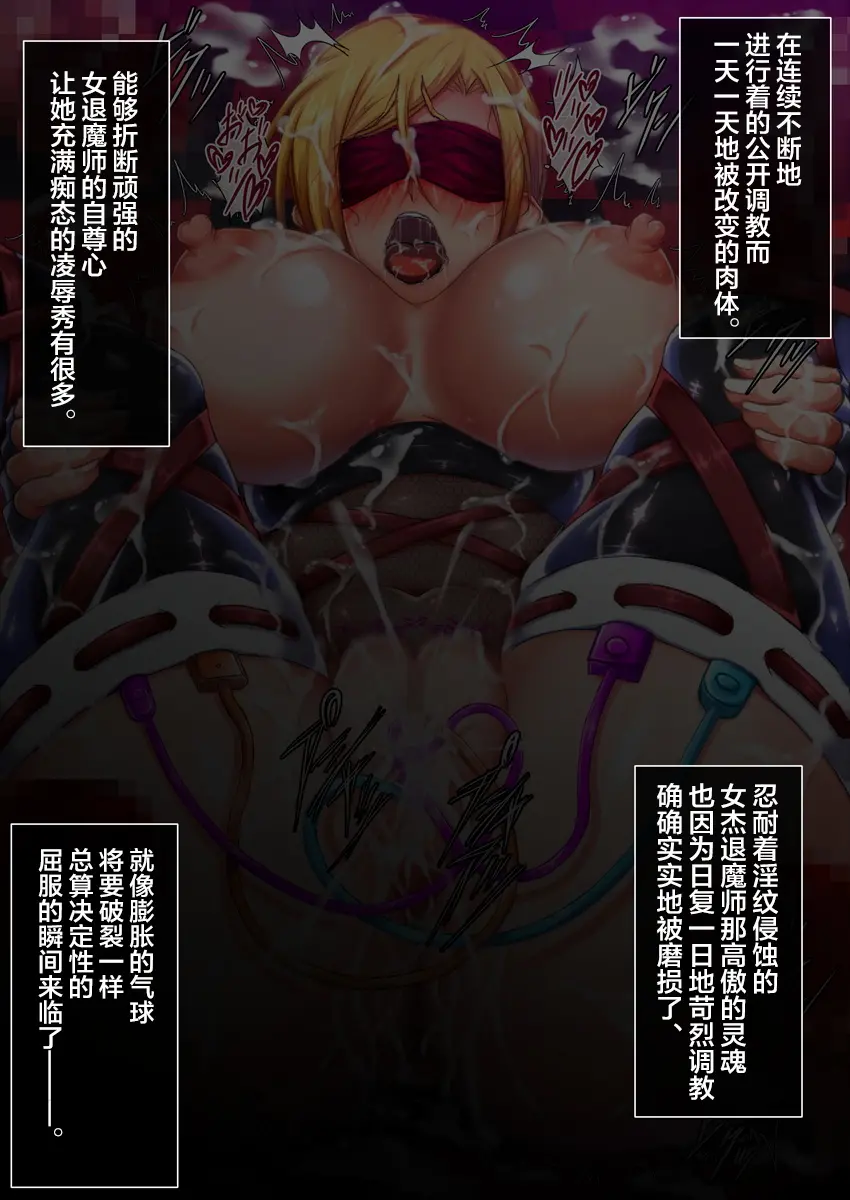 在连续不断地
进行着的公开调教而
一天一天地被改变的肉体。
能够折断顽强的
女退魔师的自尊心
让她充满痴态的凌辱秀有很多。
忍耐着淫纹侵蚀的
女杰退魔师那高傲的灵魂
也因为日复一日地苛烈调教
确确实实地被磨损了、
就像膨胀的气球
将要破裂一样
总算决定性的
屈服的瞬间来临了———。